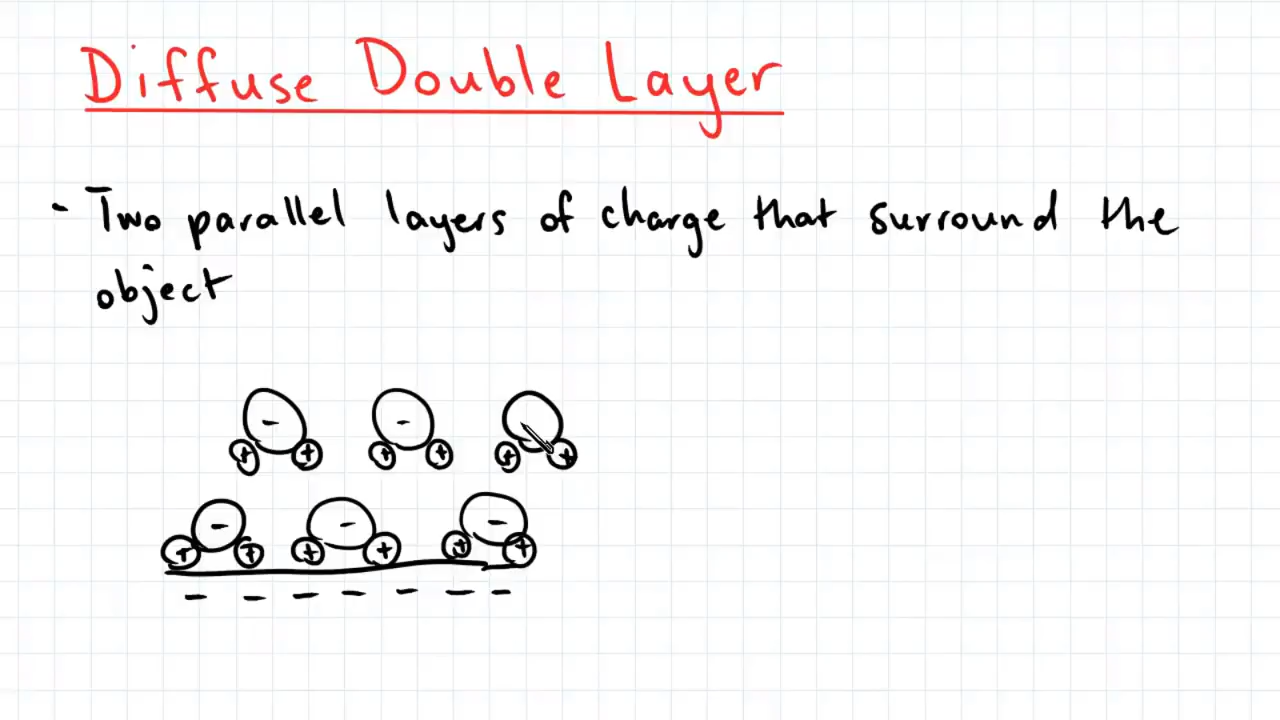 Diffuse Double Layer
- Two parallel layers of charge that surround the
object
- - -
+ + + + + +
- - -
+ + + + + +
- - - - - - -